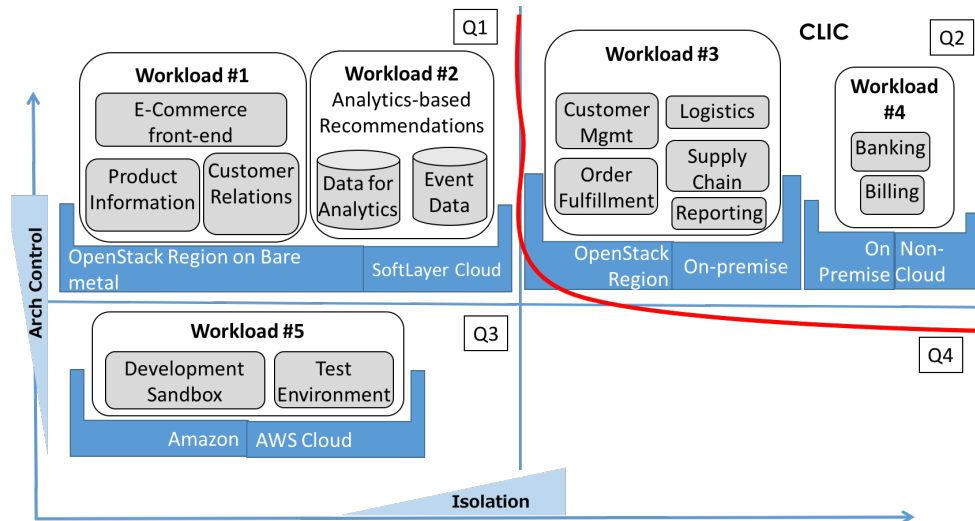 Q1
CLIC
Q2
Workload #1
E-Commerce
front-end
Product
Information
Customer
Relations
Workload #2
Analytics-based
Recommendations
Data for
Analytics
Event
Data
Workload #3
Customer
Mgmt
Logistics
Order
Fulfillment
Supply
Chain
Reporting
Workload
#4
Banking
Billing
OpenStack Region on Bare
metal
SoftLayer Cloud
OpenStack
Region
On-premise
On
Premise
Non-
Cloud
Arch Control
Workload #5
Q3
Q4
Development
Sandbox
Test
Environment
Amazon
AWS Cloud
Isolation